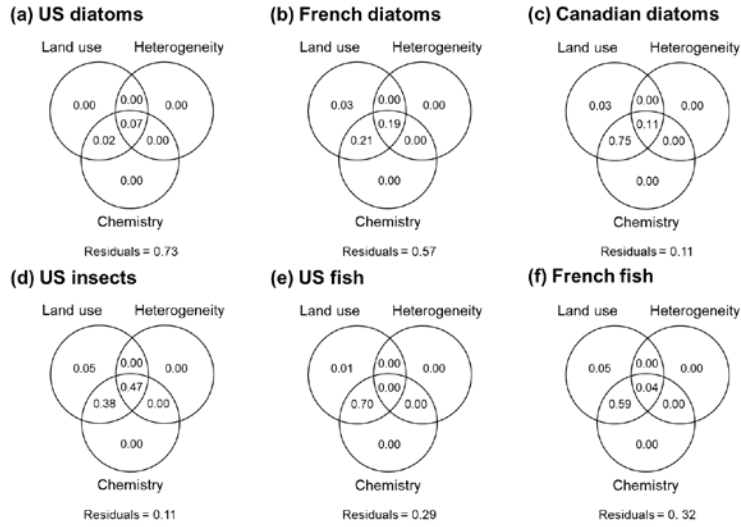 (a) US diatoms (b) French diatoms (c) Canadian diatoms
Land use Heterogeneity Land use Heterogeneity Land use Heterogeneity
0.00 0.00 0.00 0.03 0.00 0.00 0.03 0.00 0.00
0.07 0.19 0.11
0.02 0.00 0.21 0.00 0.75 0.00
0.00 0.00 0.00
Chemistry Chemistry Chemistry
Residuals = 0.73 Residuals = 0.57 Residuals = 0.11
(d) US insects (e) US fish (f) French fish
Land use Heterogeneity Land use Heterogeneity Land use Heterogeneity
0.05 0.00 0.00 0.01 0.00 0.00 0.05 0.00 0.00
0.47 0.00 0.04
0.38 0.00 0.70 0.00 0.59 0.00
0.00 0.00 0.00
Chemistry Chemistry Chemistry
Residuals = 0.11 Residuals = 0.29 Residuals = 0. 32